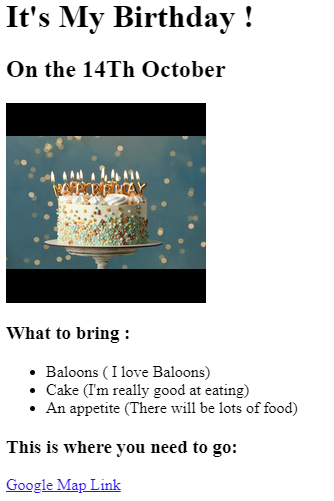 It's My Birthday !
On the 14Th October
HAPPY BIRTHDAY
What to bring :
Baloons ( I love Baloons)
Cake (I'm really good at eating)
An appetite (There will be lots of food)
This is where you need to go:
Google Map Link